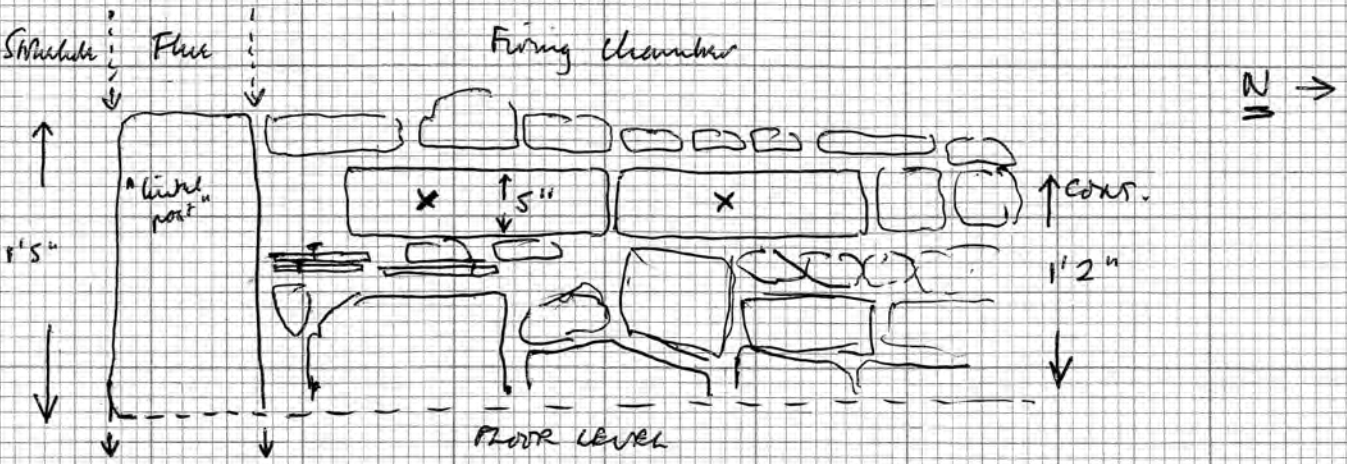 Stokehole Flue Firing Chamber
N
"lintel
post"
5"
CONT.
1'5"
1'2"
FLOOR LEVEL